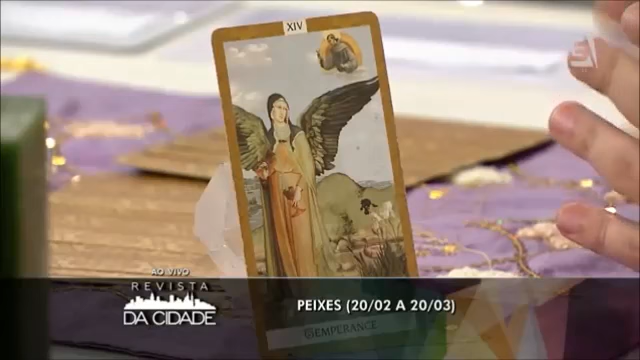 XIV
TEMPERANCE
AO VIVO
REVISTA
DA CIDADE
PEIXES (20/02 A 20/03)